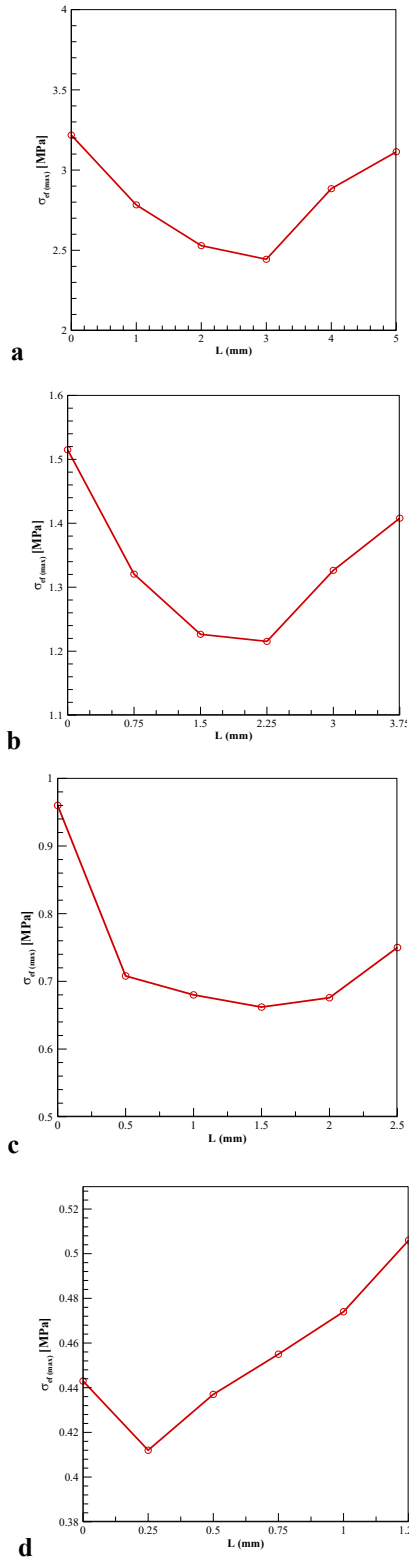 4
3.5
3
2.5
2
σef (max) [MPa]
0 1 2 3 4 5
L (mm)
a
1.6
1.5
1.4
1.3
1.2
1.1
σef (max) [MPa]
0 0.75 1.5 2.25 3 3.75
L (mm)
b
1
0.9
0.8
0.7
0.6
0.5
σef (max) [MPa]
0 0.5 1 1.5 2 2.5
L (mm)
c
0.52
0.5
0.48
0.46
0.44
0.42
0.4
0.38
σef (max) [MPa]
0 0.25 0.5 0.75 1 1.2
L (mm)
d